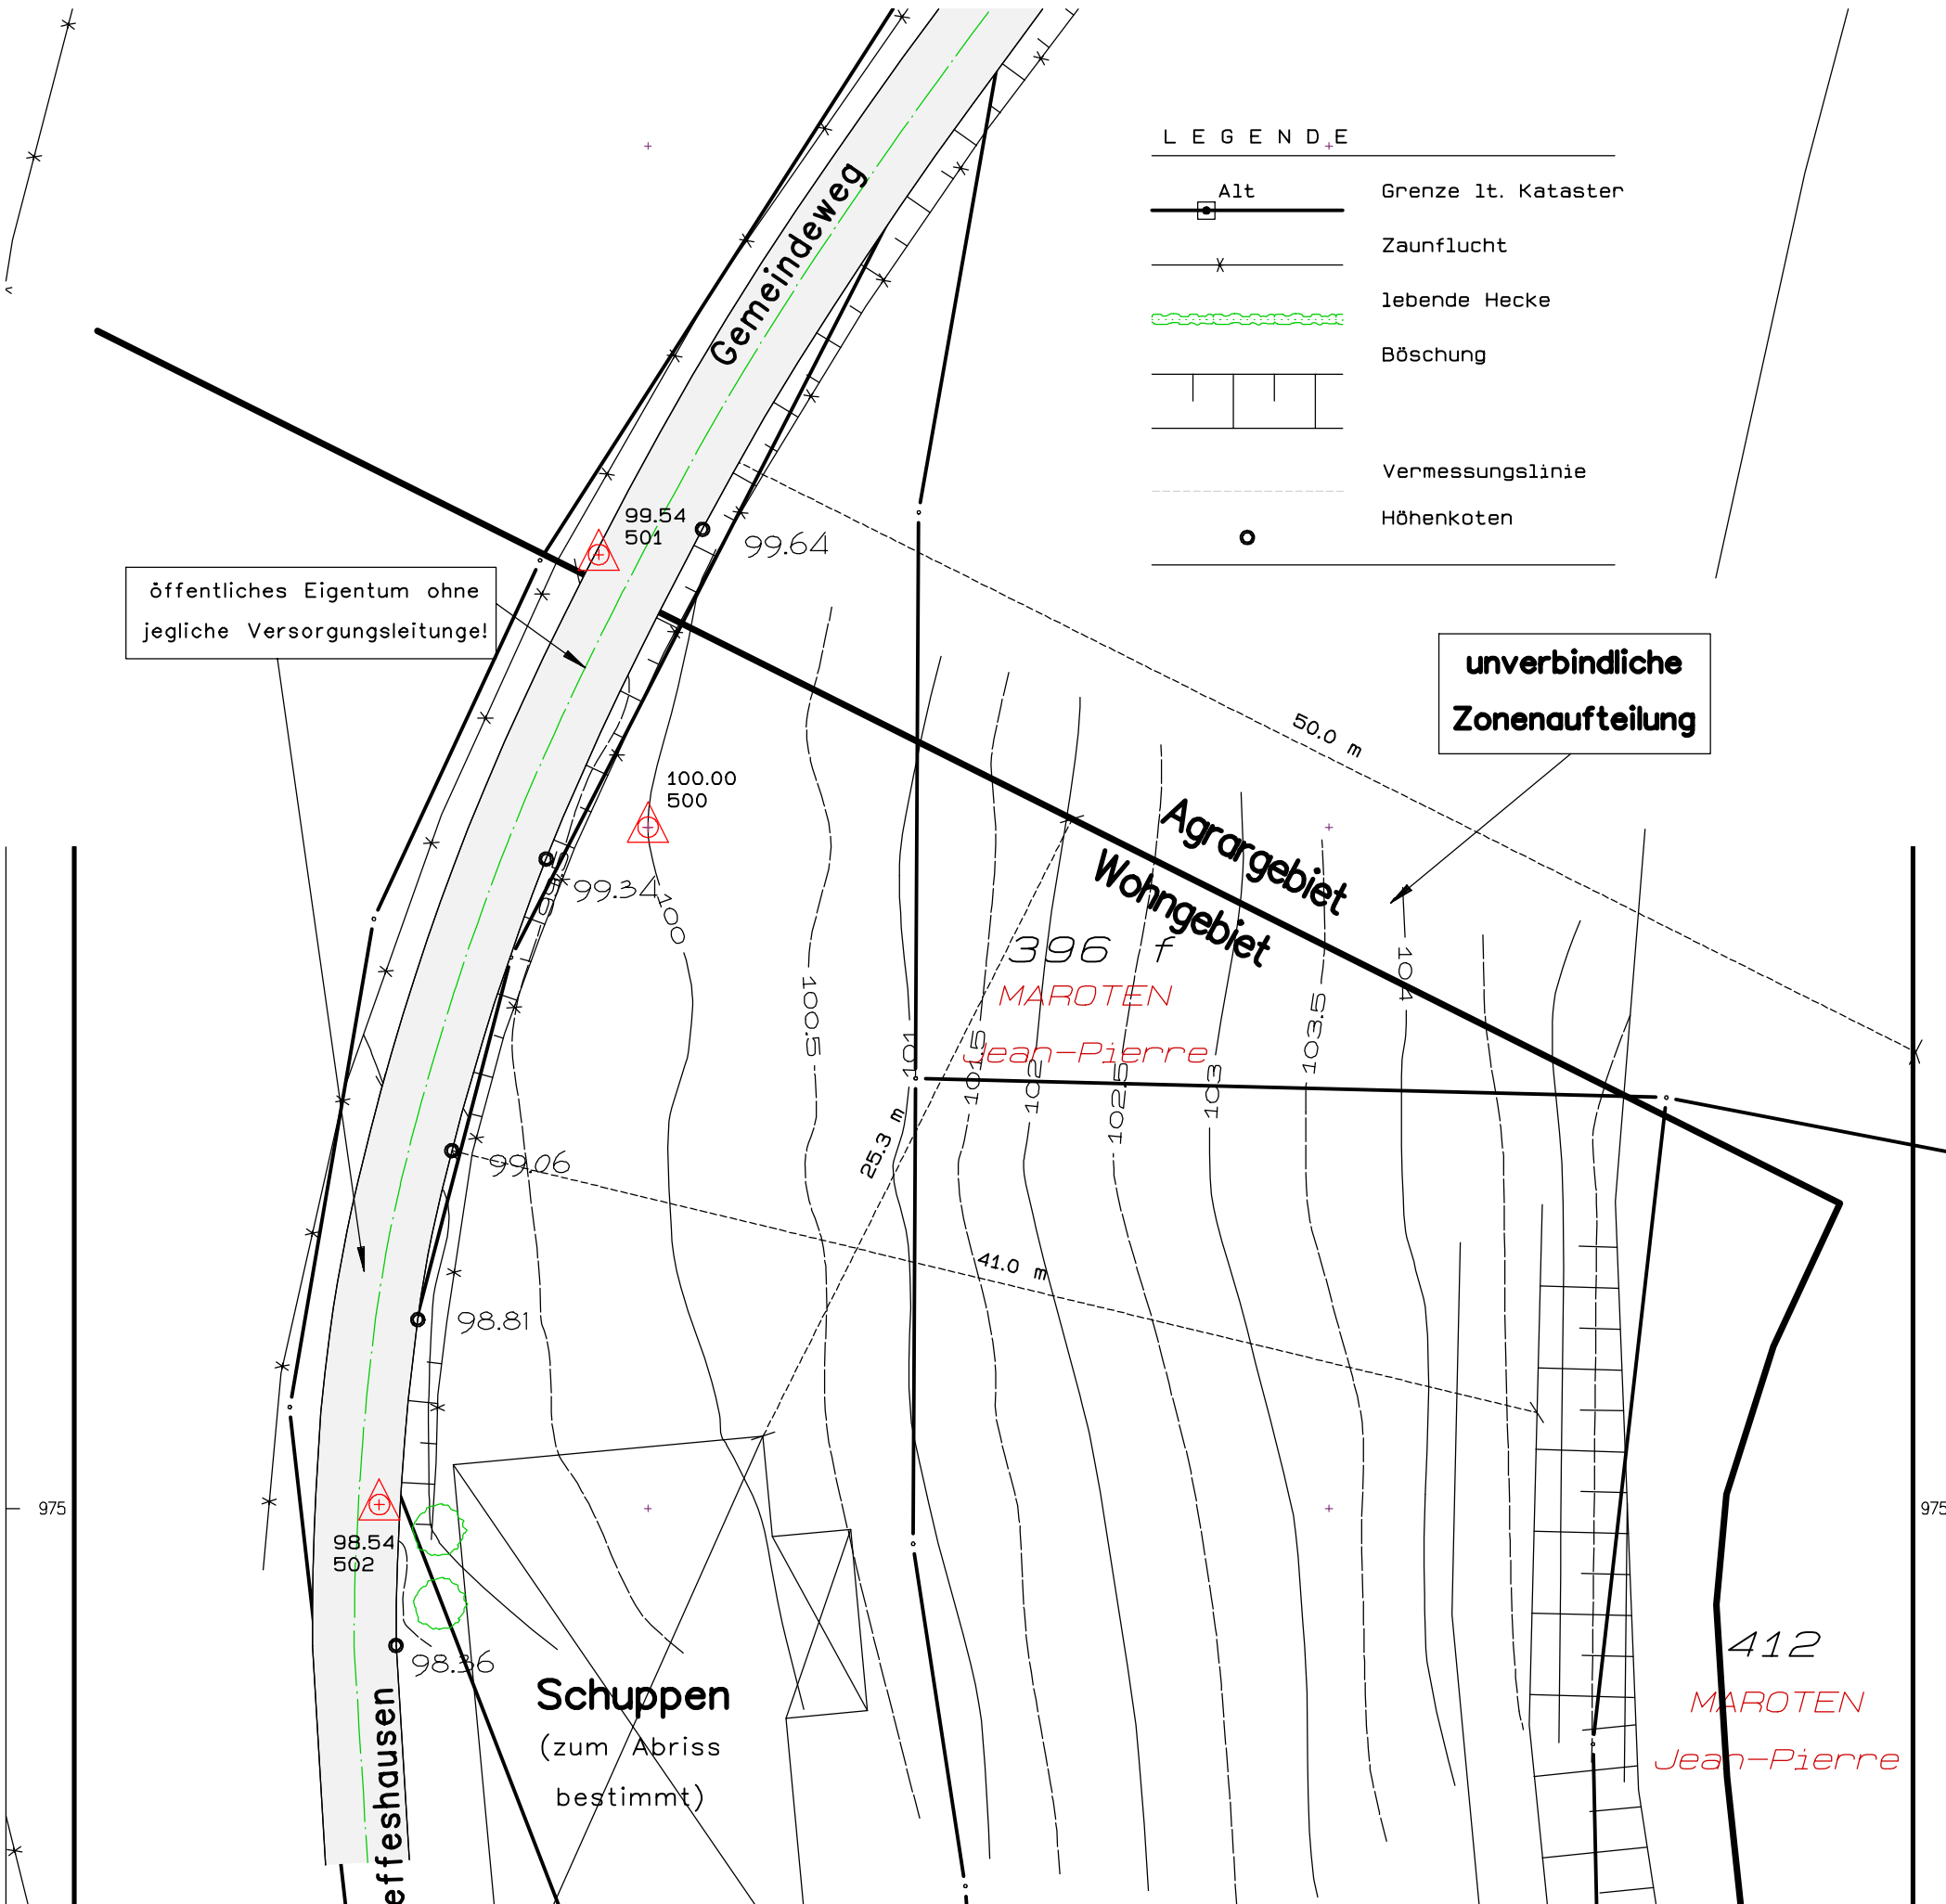 LEGENDE
Alt
Grenze lt. Kataster
Zaunflucht
lebende Hecke
Böschung
Vermessungslinie
Höhenkoten
Gemeindeweg
99.54
501
99.64
öffentliches Eigentum ohne
jegliche Versorgungsleitunge!
unverbindliche
Zonenaufteilung
50.0 m
100.00
500
Agrargebiet
Wohngebiet
99.34
100
396 f
MAROTEN
Jean-Pierre
100.5
101
101.5
102
102.5
103
103.5
104
25.3 m
99.06
41.0 m
98.81
975
975
98.54
502
98.36
412
MAROTEN
Jean-Pierre
Schuppen
(zum Abriss
bestimmt)
effeshausen